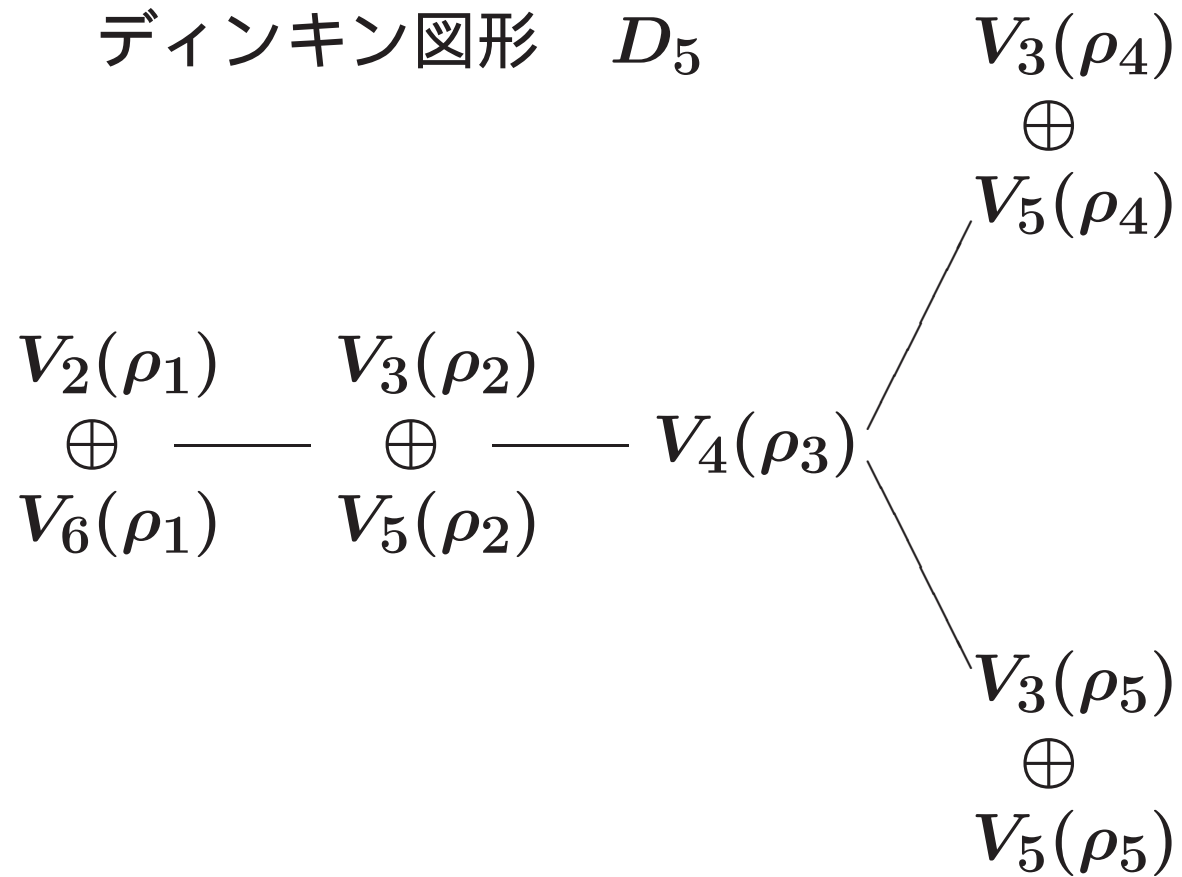 ディンキン図形 D₅
V₃(ρ₄)
⊕
V₅(ρ₄)
V₂(ρ₁) V₃(ρ₂)
⊕ ⊕ V₄(ρ₃)
V₆(ρ₁) V₅(ρ₂)
V₃(ρ₅)
⊕
V₅(ρ₅)